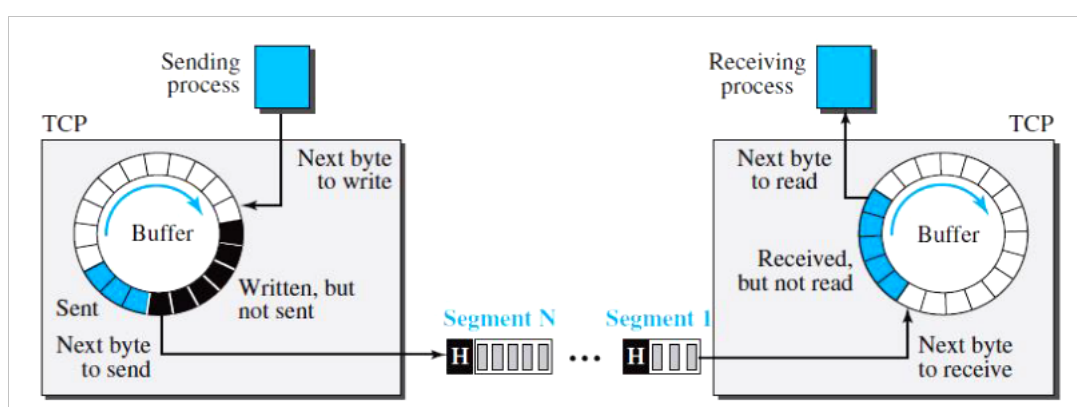 Sending
process
TCP
Next byte
to write
Buffer
Sent
Written, but
not sent
Next byte
to send
Segment N
H
...
Segment 1
H
Receiving
process
TCP
Next byte
to read
Buffer
Received,
but not read
Next byte
to receive